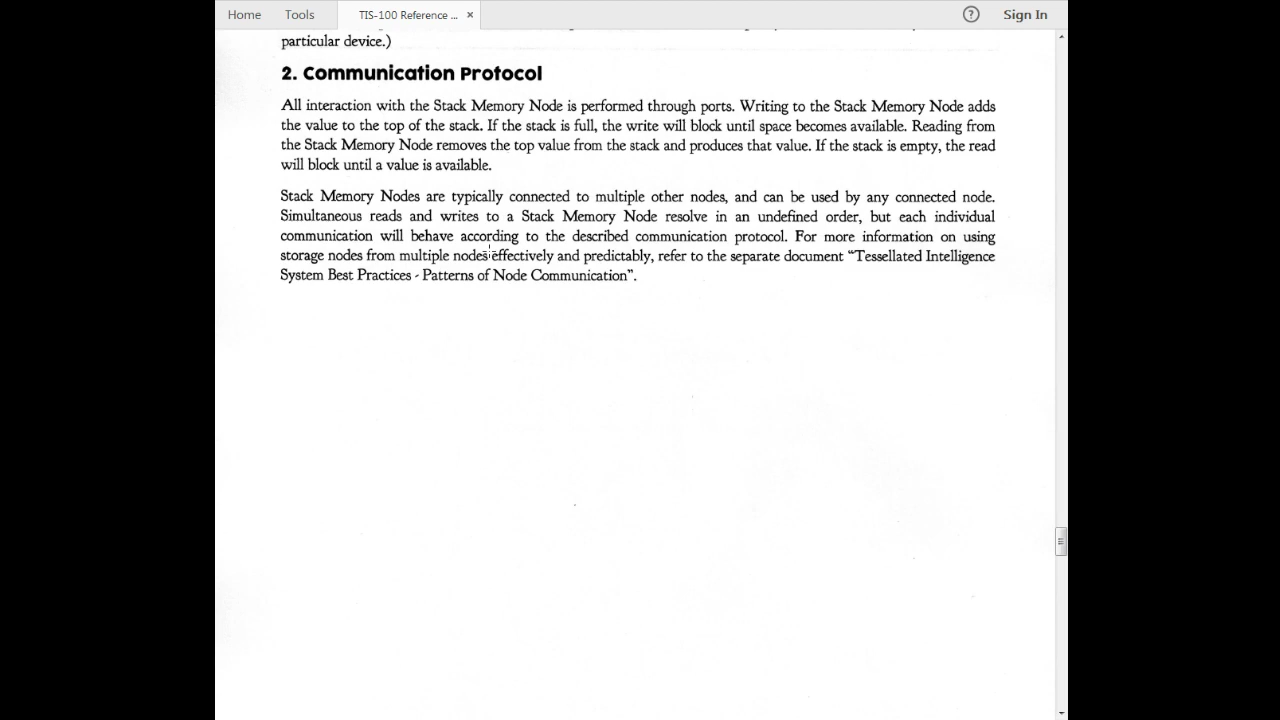 Home Tools TIS-100 Reference ... × ? Sign In
particular device.)
2. Communication Protocol
All interaction with the Stack Memory Node is performed through ports. Writing to the Stack Memory Node adds
the value to the top of the stack. If the stack is full, the write will block until space becomes available. Reading from
the Stack Memory Node removes the top value from the stack and produces that value. If the stack is empty, the read
will block until a value is available.
Stack Memory Nodes are typically connected to multiple other nodes, and can be used by any connected node.
Simultaneous reads and writes to a Stack Memory Node resolve in an undefined order, but each individual
communication will behave according to the described communication protocol. For more information on using
storage nodes from multiple nodes effectively and predictably, refer to the separate document “Tessellated Intelligence
System Best Practices - Patterns of Node Communication”.